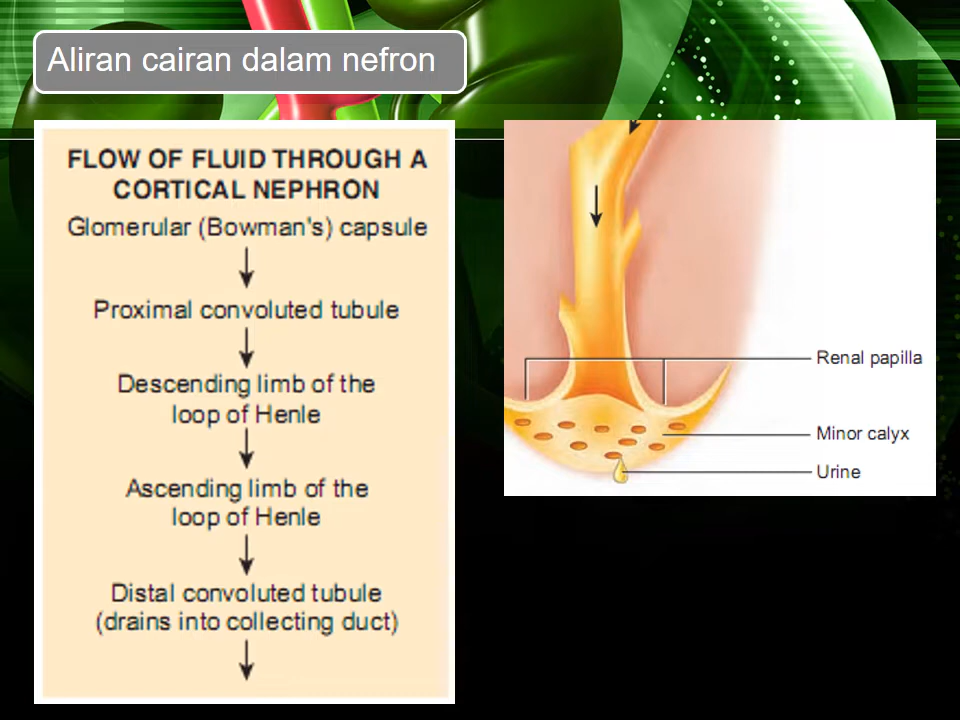 Aliran cairan dalam nefron
FLOW OF FLUID THROUGH A
CORTICAL NEPHRON
Glomerular (Bowman's) capsule
Proximal convoluted tubule
Descending limb of the
loop of Henle
Ascending limb of the
loop of Henle
Distal convoluted tubule
(drains into collecting duct)
Renal papilla
Minor calyx
Urine